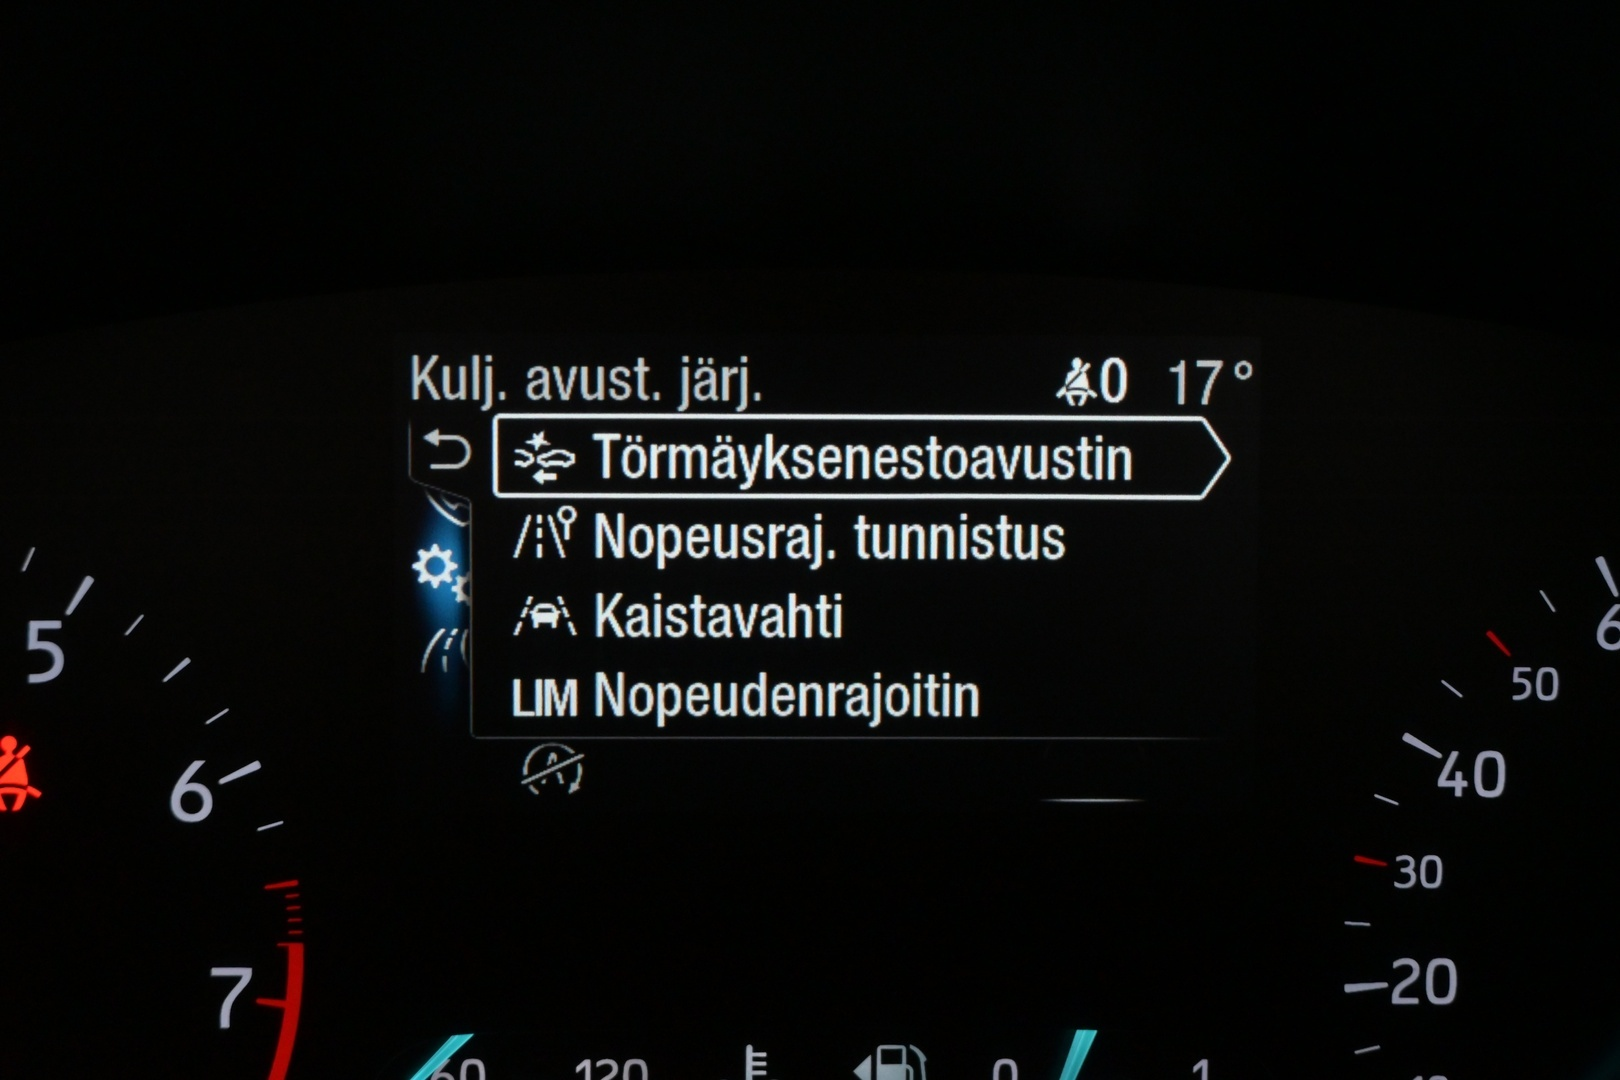 Kulj. avust. järj. 0 17°
Törmäyksenestoavustin
Nopeusraj. tunnistus
Kaistavahti
LIM Nopeudenrajoitin
5
6
7
50
40
30
20
60 120 0 1